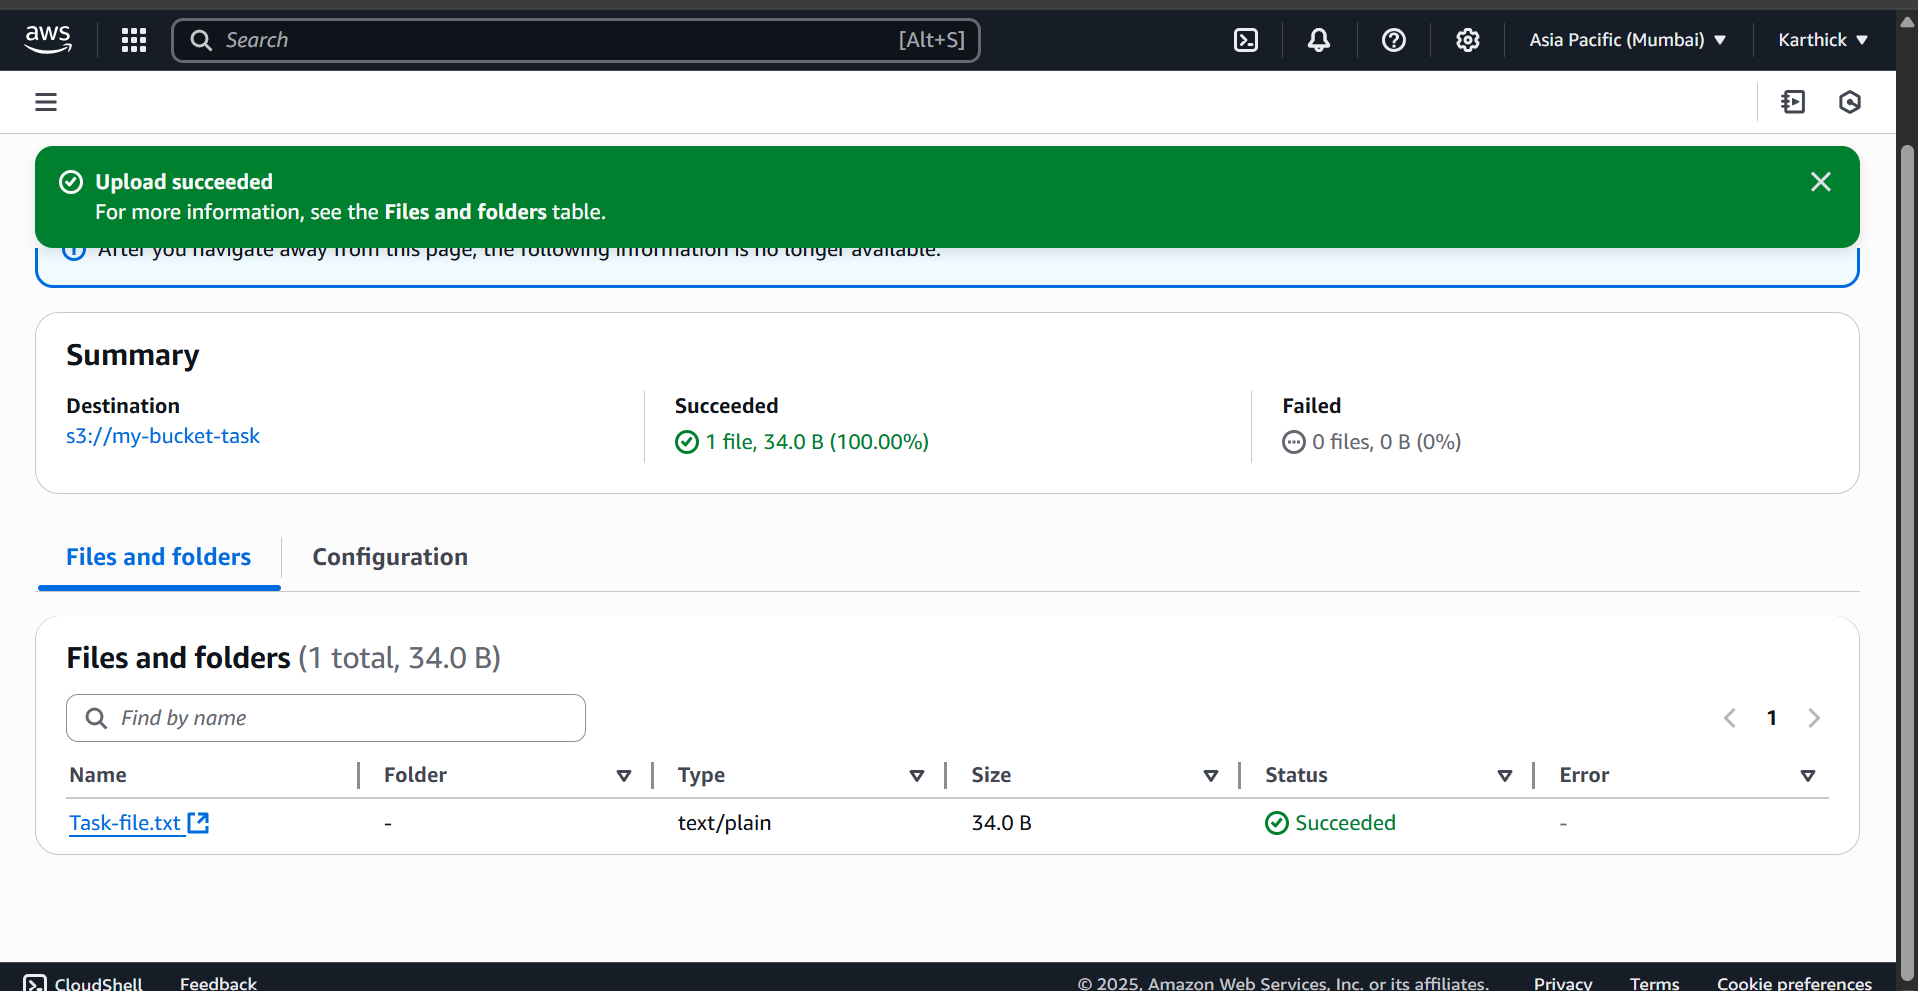 aws
Search [Alt+S]
Asia Pacific (Mumbai)
Karthick
Upload succeeded
For more information, see the Files and folders table.
After you navigate away from this page, the following information is no longer available.
Summary
Destination
s3://my-bucket-task
Succeeded
1 file, 34.0 B (100.00%)
Failed
0 files, 0 B (0%)
Files and folders
Configuration
Files and folders (1 total, 34.0 B)
Find by name
1
Name Folder Type Size Status Error
Task-file.txt - text/plain 34.0 B Succeeded -
CloudShell Feedback © 2025, Amazon Web Services, Inc. or its affiliates. Privacy Terms Cookie preferences